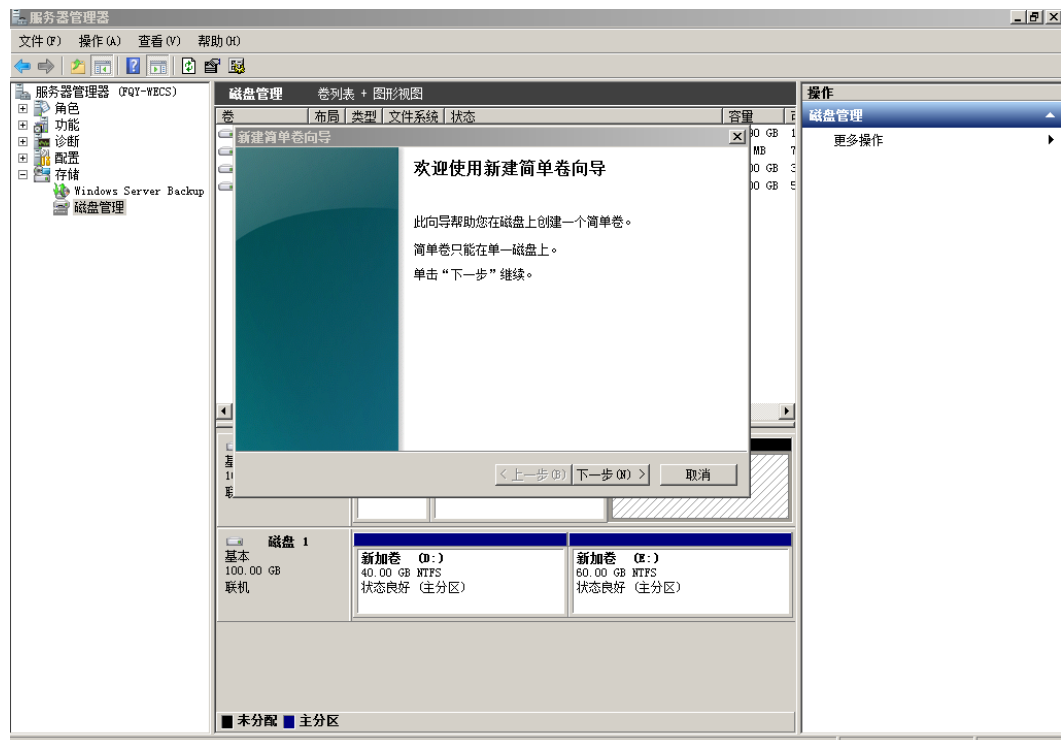 服务器管理器
文件(F) 操作(A) 查看(V) 帮助(H)
服务器管理器 (FQY-WECS)
角色
功能
诊断
配置
存储
Windows Server Backup
磁盘管理
磁盘管理 卷列表 + 图形视图
卷 布局 类型 文件系统 状态 容量
新建简单卷向导
欢迎使用新建简单卷向导
此向导帮助您在磁盘上创建一个简单卷。
简单卷只能在单一磁盘上。
单击“下一步”继续。
<上一步(B) 下一步(N) > 取消
磁盘 1
基本
100.00 GB
联机
新加卷 (D:)
40.00 GB NTFS
状态良好 (主分区)
新加卷 (E:)
60.00 GB NTFS
状态良好 (主分区)
未分配 主分区
操作
磁盘管理
更多操作